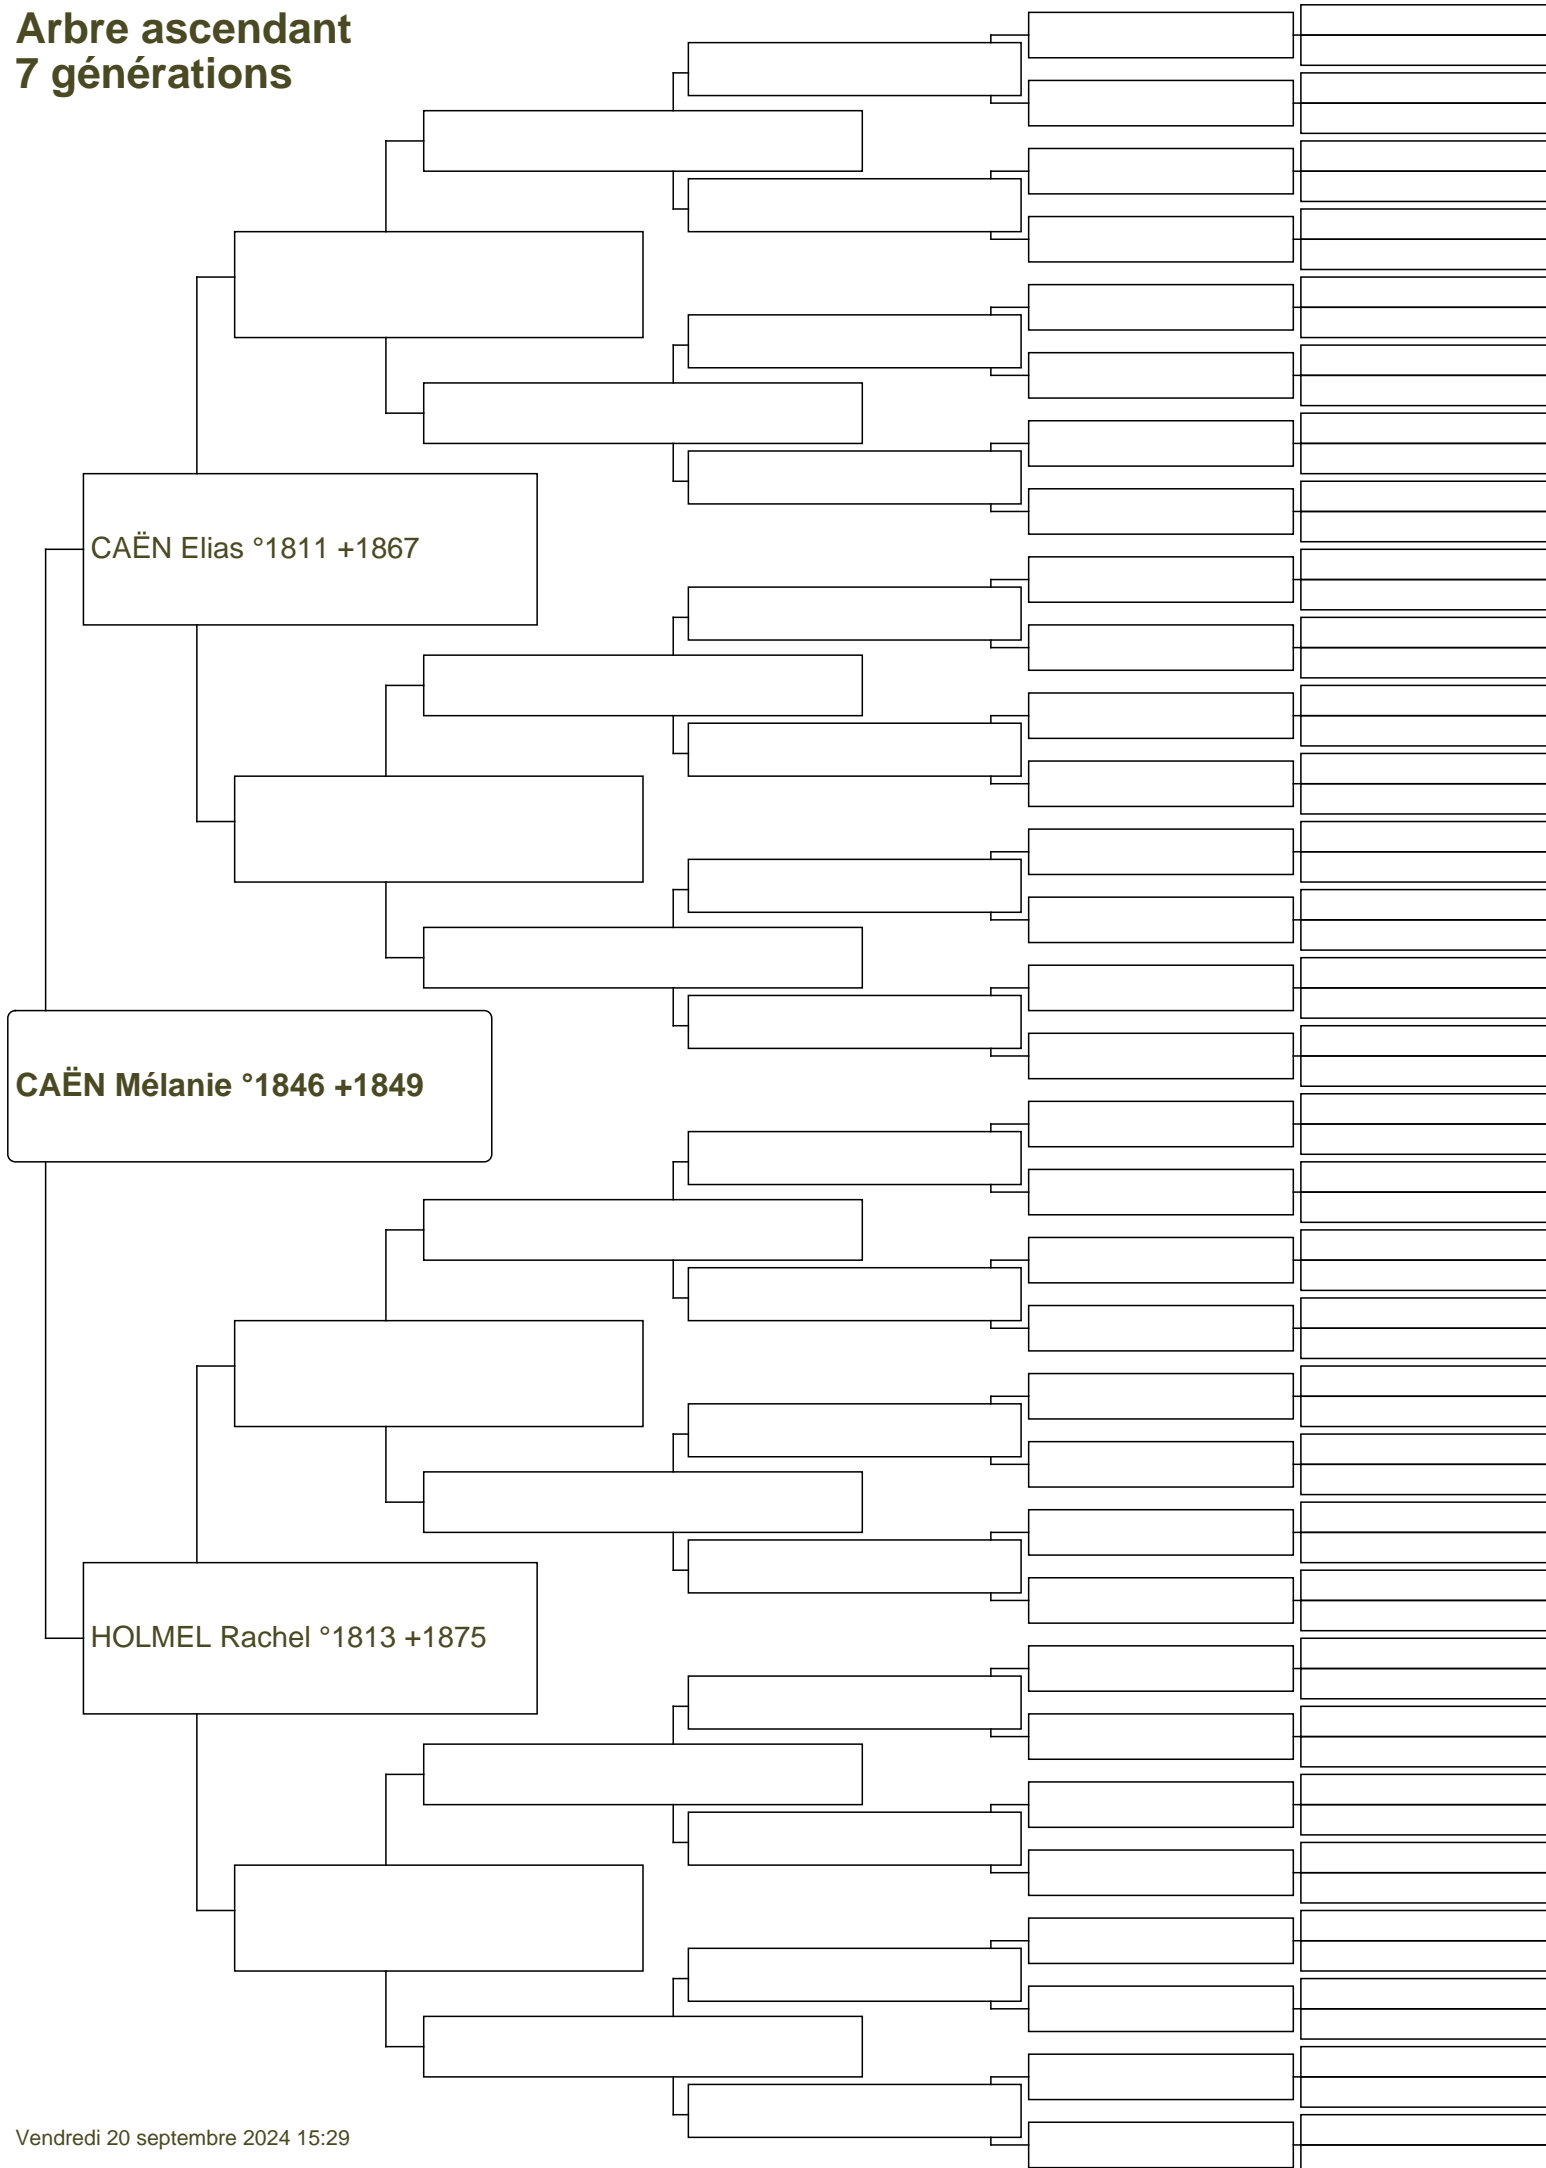 Arbre ascendant
7 générations
CAËN Elias °1811 +1867
CAËN Mélanie °1846 +1849
HOLMEL Rachel °1813 +1875
Vendredi 20 septembre 2024 15:29